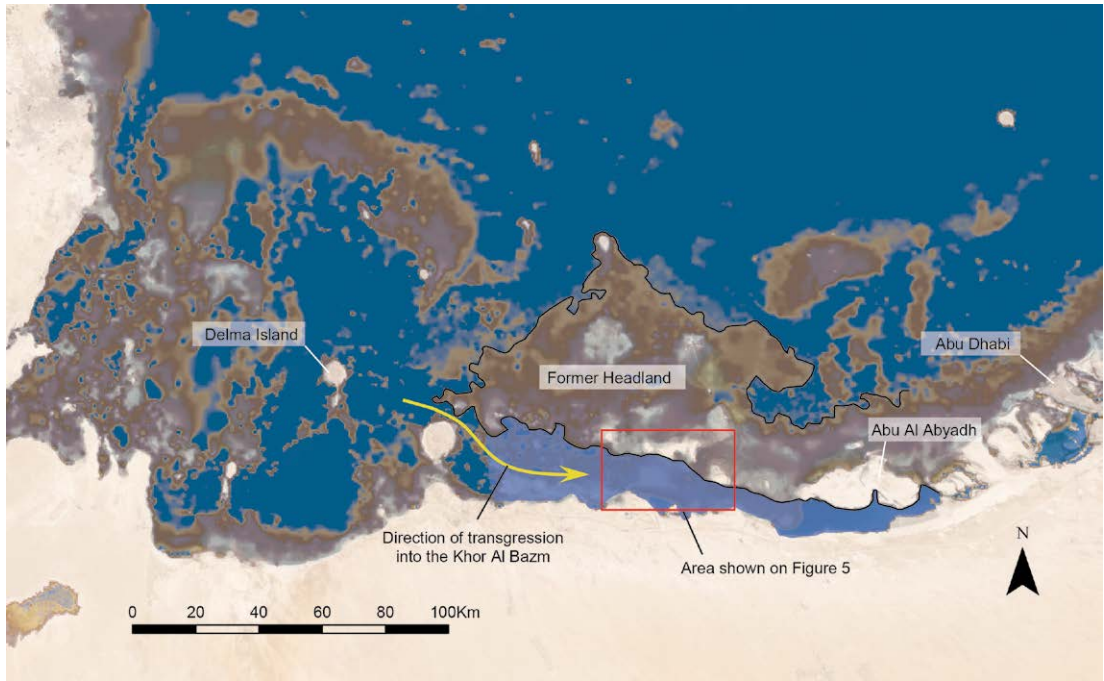 Delma Island
Former Headland
Abu Dhabi
Abu Al Abyadh
Direction of transgression
into the Khor Al Bazm
Area shown on Figure 5
N
0 20 40 60 80 100Km